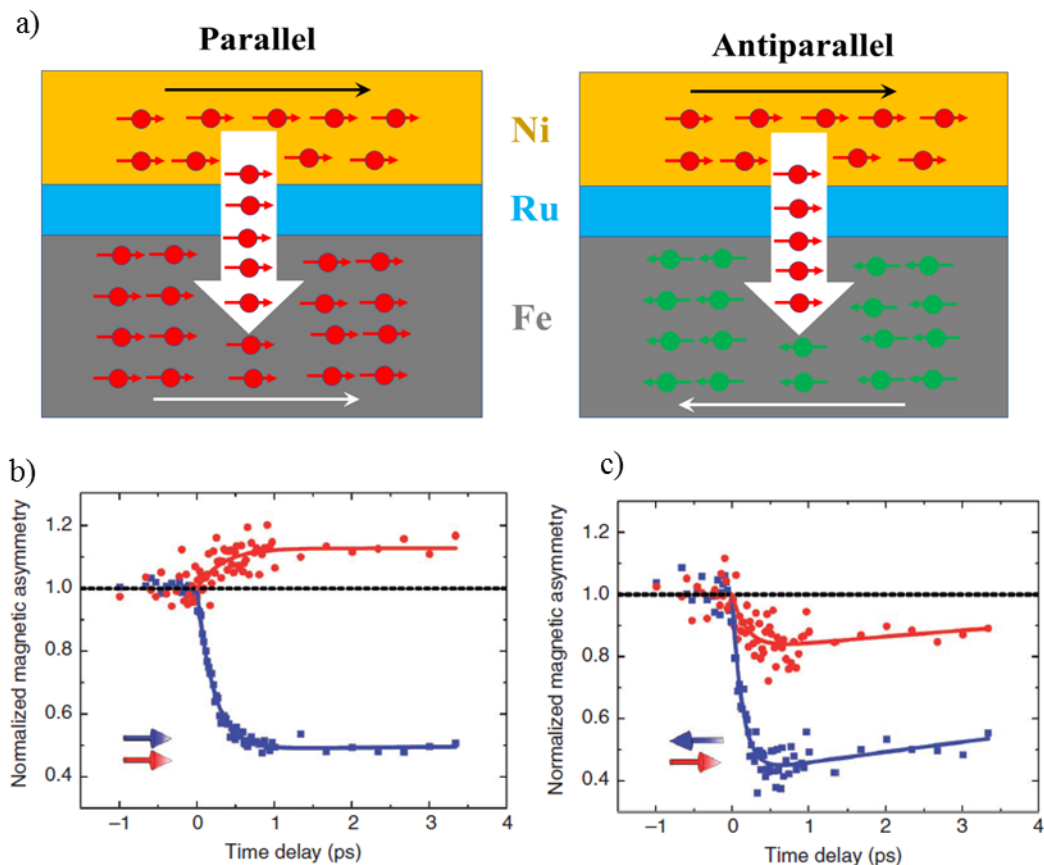 a)
Parallel
Antiparallel
Ni
Ru
Fe
b)
Normalized magnetic asymmetry
1.2
1.0
0.8
0.6
0.4
−1
0
1
2
3
4
Time delay (ps)
c)
Normalized magnetic asymmetry
1.2
1.0
0.8
0.6
0.4
−1
0
1
2
3
4
Time delay (ps)